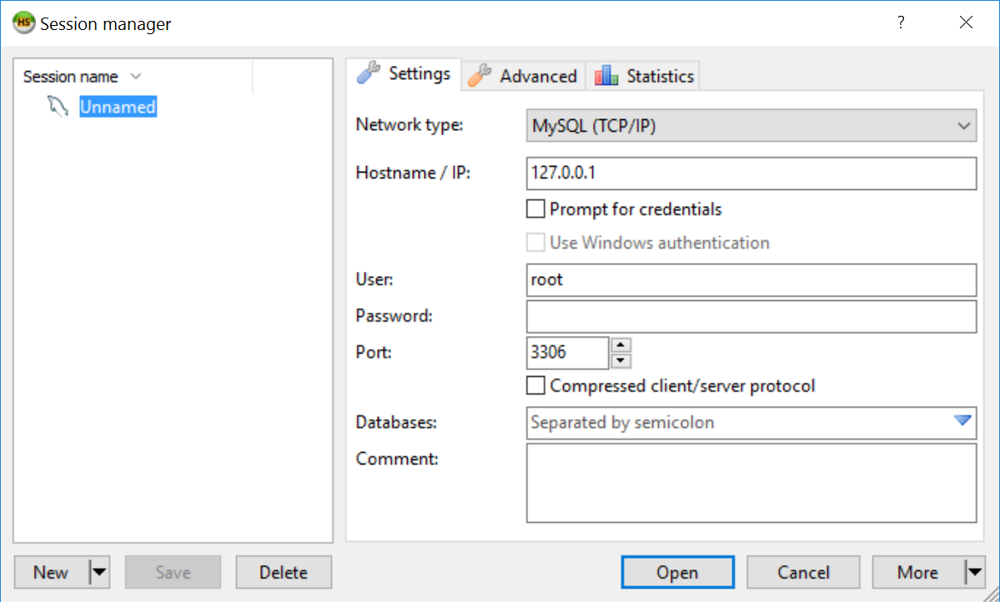 HS Session manager ?
Session name
Unnamed
Settings Advanced Statistics
Network type: MySQL (TCP/IP)
Hostname / IP: 127.0.0.1
Prompt for credentials
Use Windows authentication
User: root
Password:
Port: 3306
Compressed client/server protocol
Databases: Separated by semicolon
Comment:
New Save Delete Open Cancel More